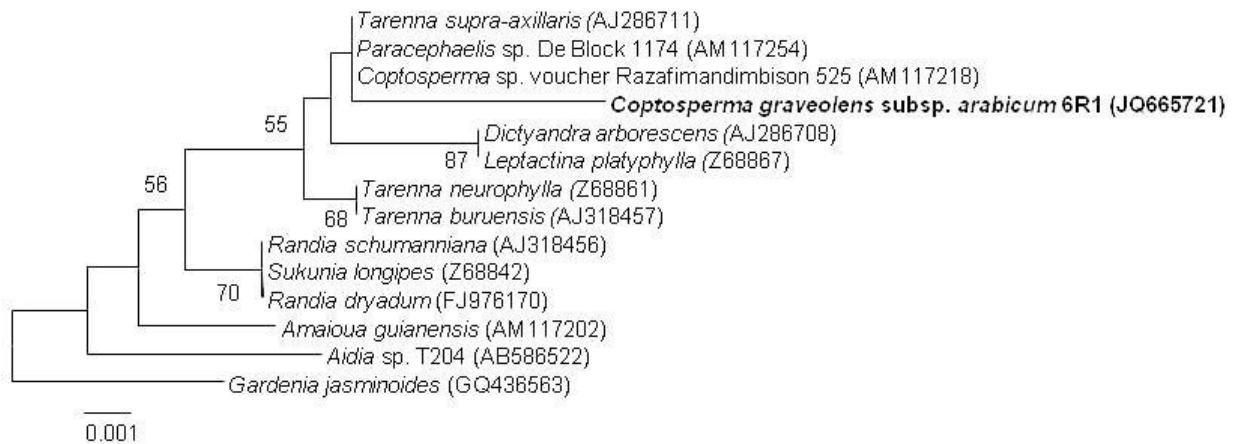 Tarenna supra-axillaris (AJ286711)
Paracephaelis sp. De Block 1174 (AM117254)
Coptosperma sp. voucher Razafimandimbison 525 (AM117218)
Coptosperma graveolens subsp. arabicum 6R1 (JQ665721)
55
Dictyandra arborescens (AJ286708)
87
Leptactina platyphylla (Z68867)
56
Tarenna neurophylla (Z68861)
68
Tarenna buruensis (AJ318457)
Randia schumanniana (AJ318456)
Sukunia longipes (Z68842)
70
Randia dryadum (FJ976170)
Amaioua guianensis (AM117202)
Aidia sp. T204 (AB586522)
Gardenia jasminoides (GQ436563)
0.001